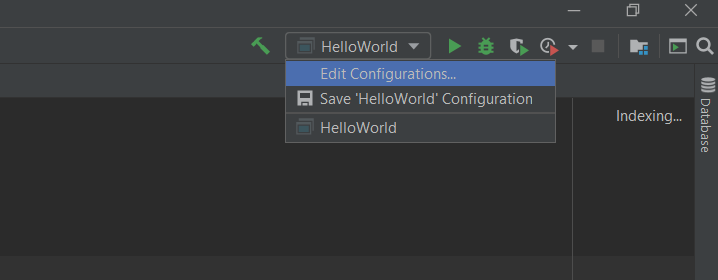 HelloWorld
Edit Configurations...
Save 'HelloWorld' Configuration
HelloWorld
Indexing...
Database